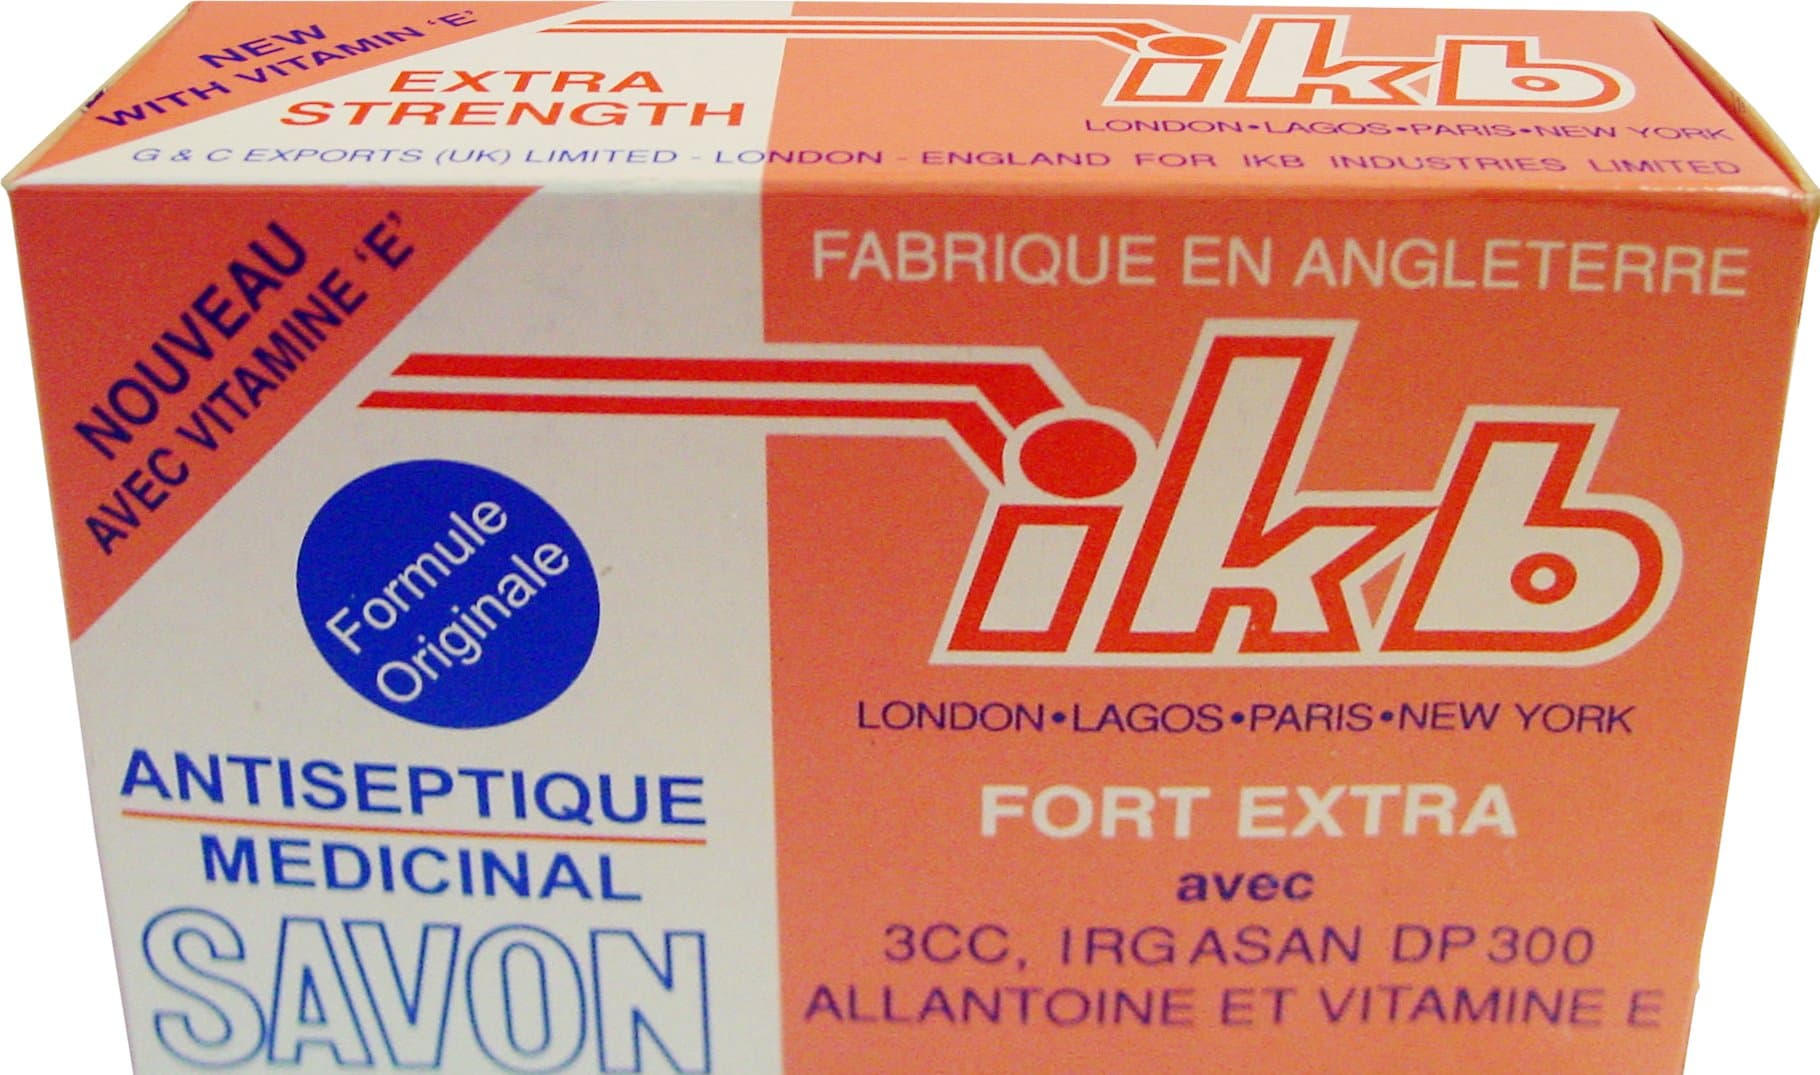 NEW
WITH VITAMIN 'E'
EXTRA
STRENGTH
ikb
LONDON•LAGOS•PARIS•NEW YORK
G & C EXPORTS (UK) LIMITED - LONDON - ENGLAND FOR IKB INDUSTRIES LIMITED
NOUVEAU
AVEC VITAMINE 'E'
FABRIQUE EN ANGLETERRE
ikb
LONDON•LAGOS•PARIS•NEW YORK
Formule
Originale
ANTISEPTIQUE
MEDICINAL
SAVON
FORT EXTRA
avec
3CC, IRGASAN DP300
ALLANTOINE ET VITAMINE E